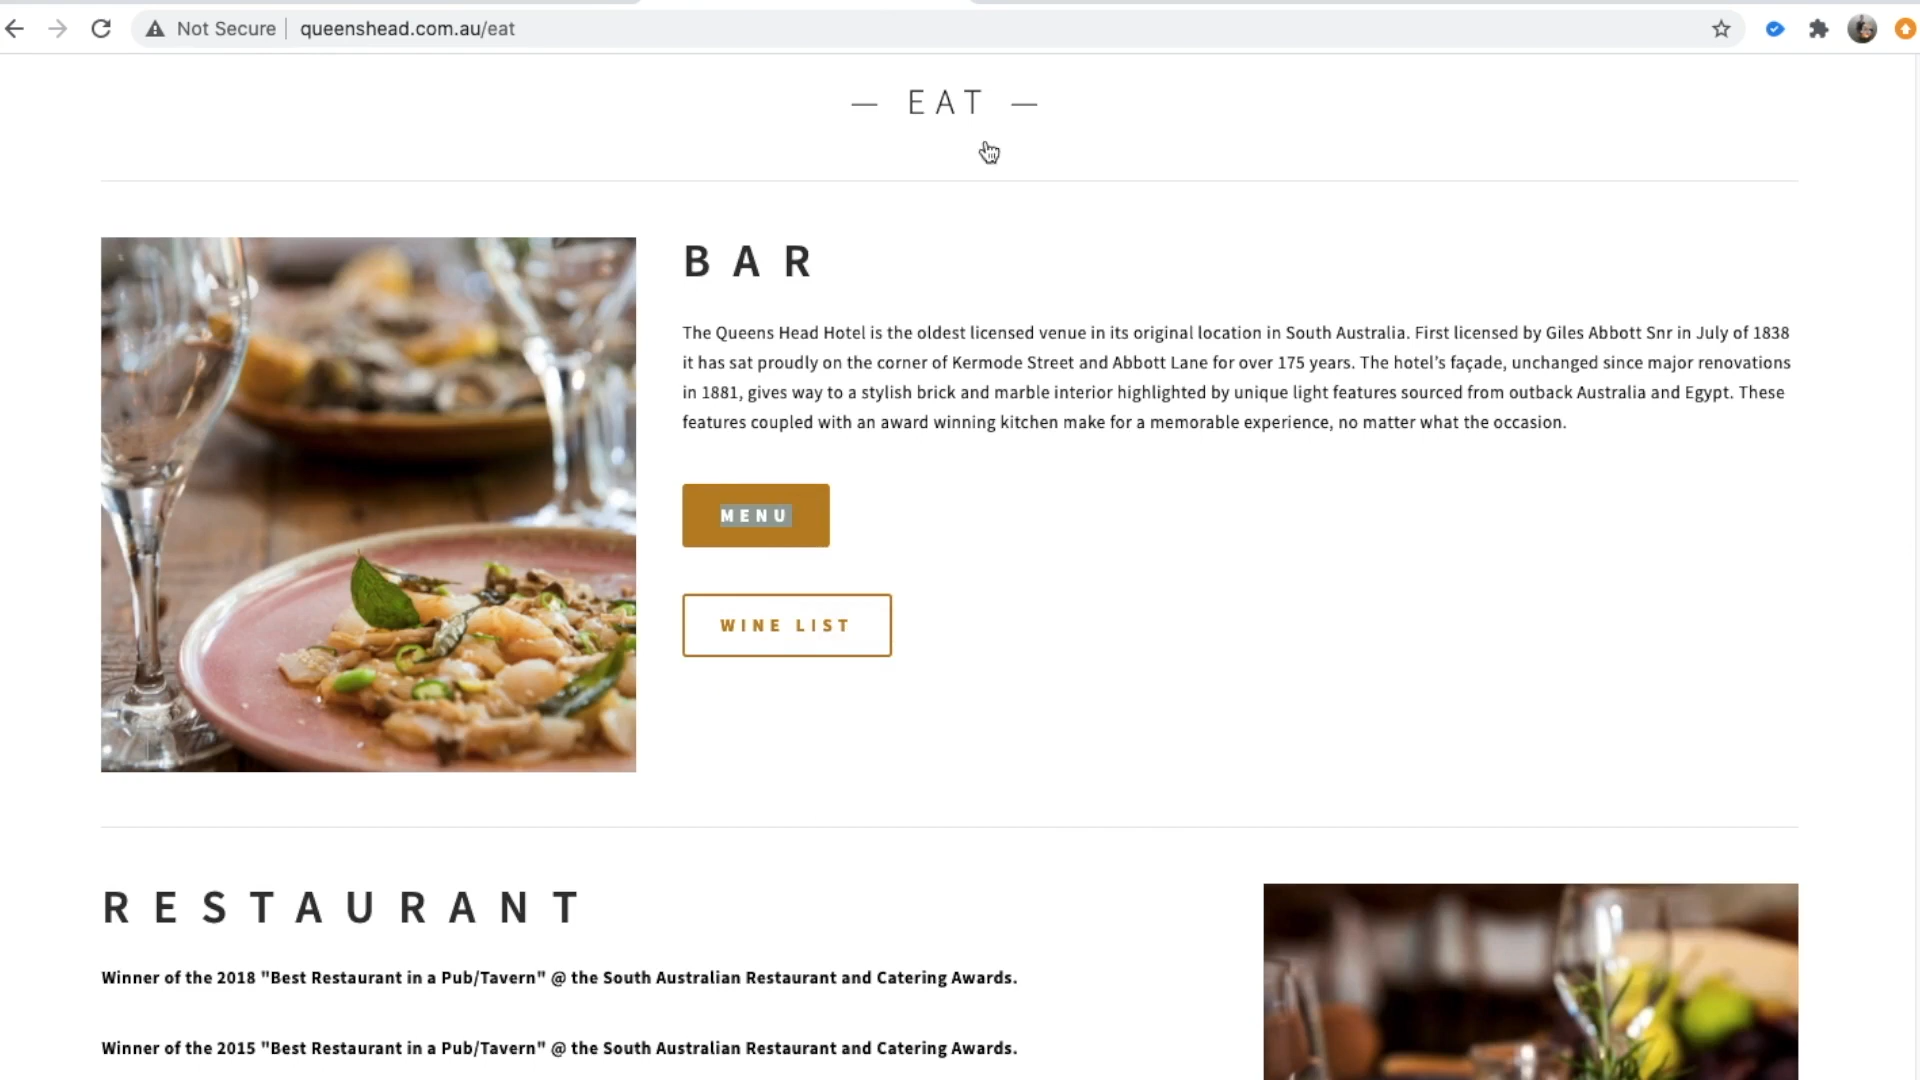 Not Secure queenshead.com.au/eat
— EAT —
BAR
The Queens Head Hotel is the oldest licensed venue in its original location in South Australia. First licensed by Giles Abbott Snr in July of 1838
it has sat proudly on the corner of Kermode Street and Abbott Lane for over 175 years. The hotel’s façade, unchanged since major renovations
in 1881, gives way to a stylish brick and marble interior highlighted by unique light features sourced from outback Australia and Egypt. These
features coupled with an award winning kitchen make for a memorable experience, no matter what the occasion.
MENU
WINE LIST
RESTAURANT
Winner of the 2018 "Best Restaurant in a Pub/Tavern" @ the South Australian Restaurant and Catering Awards.
Winner of the 2015 "Best Restaurant in a Pub/Tavern" @ the South Australian Restaurant and Catering Awards.